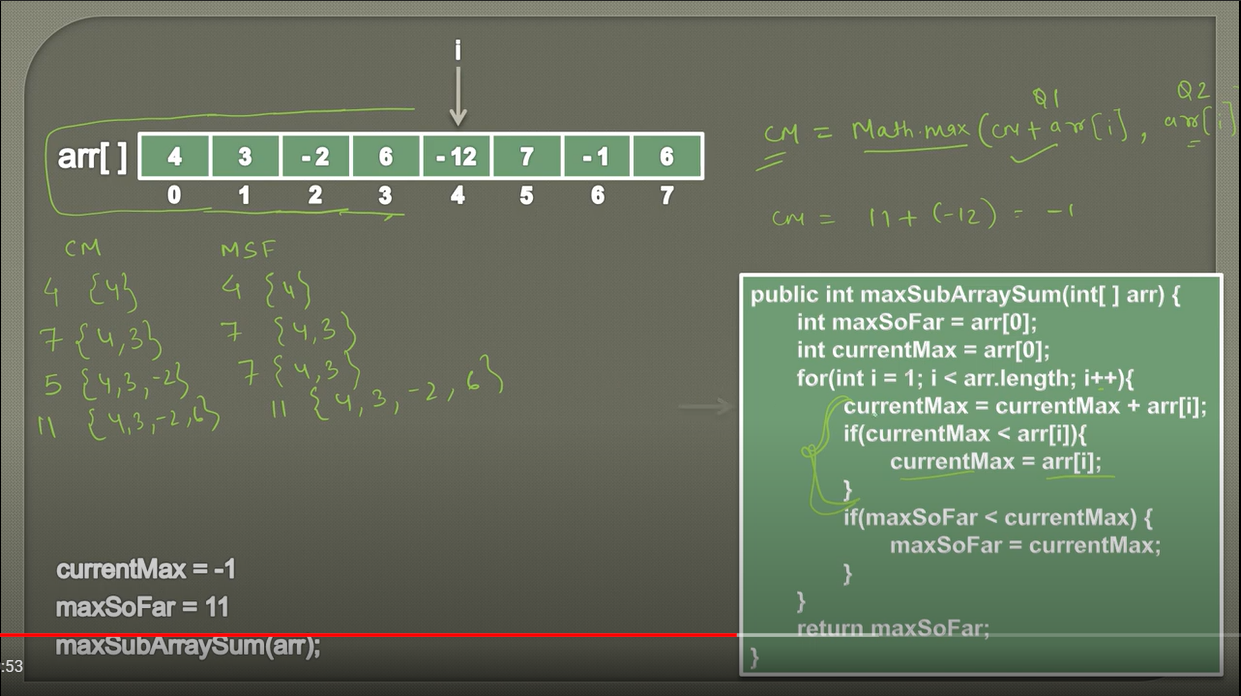 i
arr[ ] 4 3 -2 6 -12 7 -1 6
0 1 2 3 4 5 6 7
Q1 Q2
CM = Math.max (CM + arr[i], arr[i]
CM = 11 + (-12) = -1
CM MSF
4 {4} 4 {4}
7 {4,3} 7 {4,3}
5 {4,3,-2} 7 {4,3}
11 {4,3,-2,6} 11 {4,3,-2,6}
public int maxSubArraySum(int[ ] arr) {
int maxSoFar = arr[0];
int currentMax = arr[0];
for(int i = 1; i < arr.length; i++){
currentMax = currentMax + arr[i];
if(currentMax < arr[i]){
currentMax = arr[i];
}
if(maxSoFar < currentMax) {
maxSoFar = currentMax;
}
}
return maxSoFar;
}
currentMax = -1
maxSoFar = 11
maxSubArraySum(arr);
:53